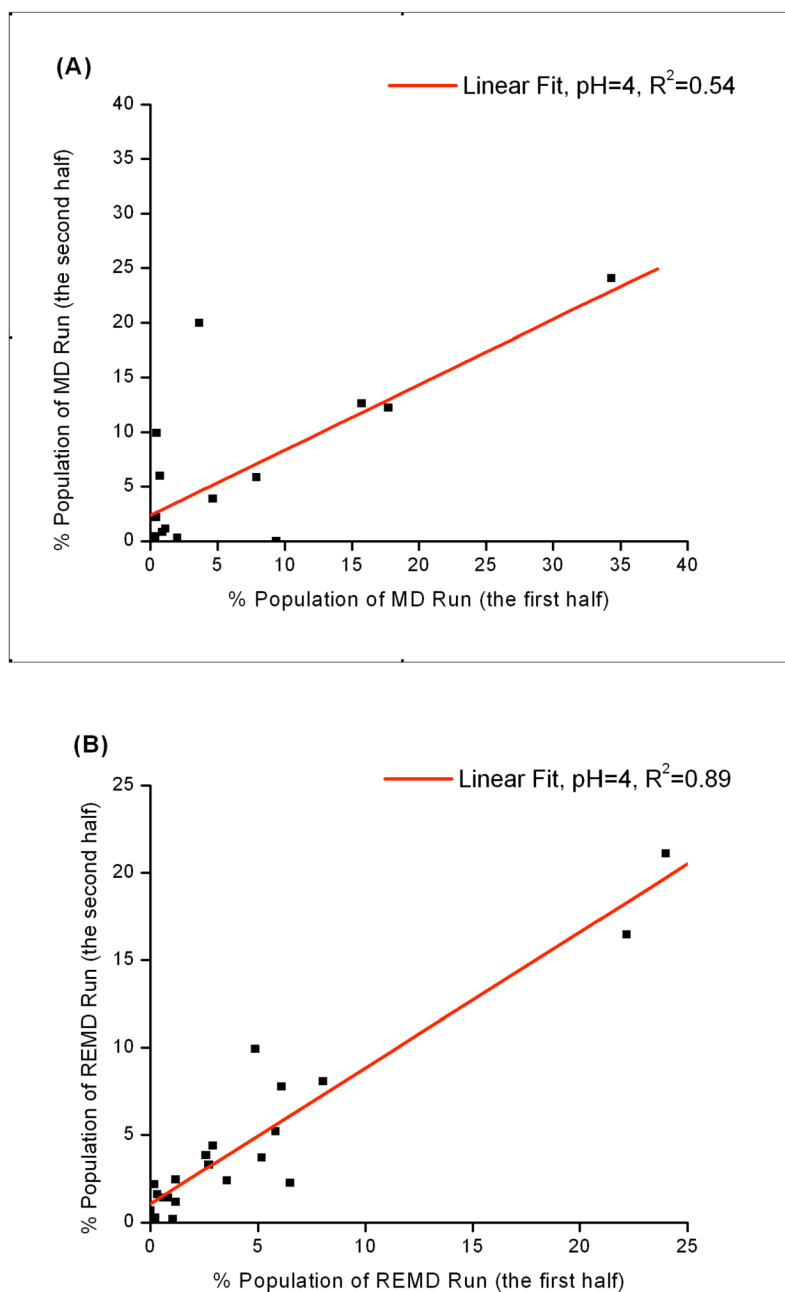 (A)
Linear Fit, pH=4, R²=0.54
% Population of MD Run (the second half)
40
35
30
25
20
15
10
5
0
0 5 10 15 20 25 30 35 40
% Population of MD Run (the first half)
(B)
Linear Fit, pH=4, R²=0.89
% Population of REMD Run (the second half)
25
20
15
10
5
0
0 5 10 15 20 25
% Population of REMD Run (the first half)